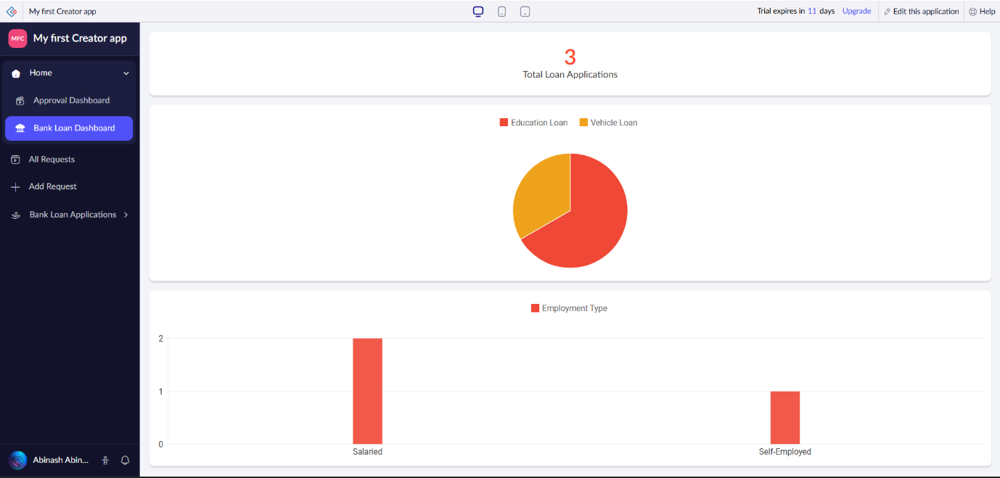 My first Creator app
Trial expires in 11 days Upgrade Edit this application Help
MFC My first Creator app
Home
Approval Dashboard
Bank Loan Dashboard
All Requests
Add Request
Bank Loan Applications
Abinash Abin...
3
Total Loan Applications
Education Loan Vehicle Loan
Employment Type
2
1
0
Salaried Self-Employed